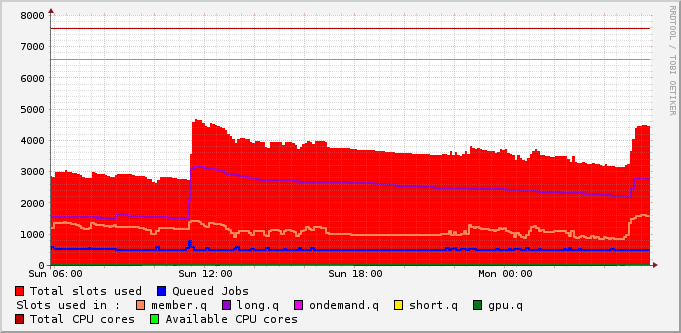 8000
7000
6000
5000
4000
3000
2000
1000
0
Sun 06:00 Sun 12:00 Sun 18:00 Mon 00:00
RRDTOOL / TOBI OETIKER
Total slots used Queued Jobs
Slots used in : member.q long.q ondemand.q short.q gpu.q
Total CPU cores Available CPU cores